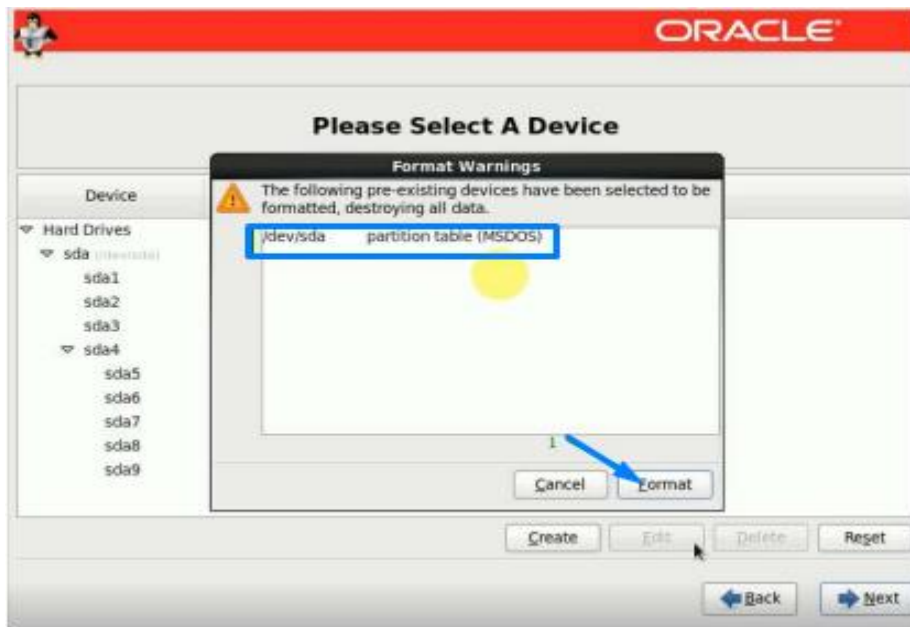 ORACLE
Please Select A Device
Format Warnings
The following pre-existing devices have been selected to be
formatted, destroying all data.
/dev/sda partition table (MSDOS)
Device
Hard Drives
sda (/dev/sda)
sda1
sda2
sda3
sda4
sda5
sda6
sda7
sda8
sda9
1
Cancel Format
Create Edit Delete Reset
Back Next